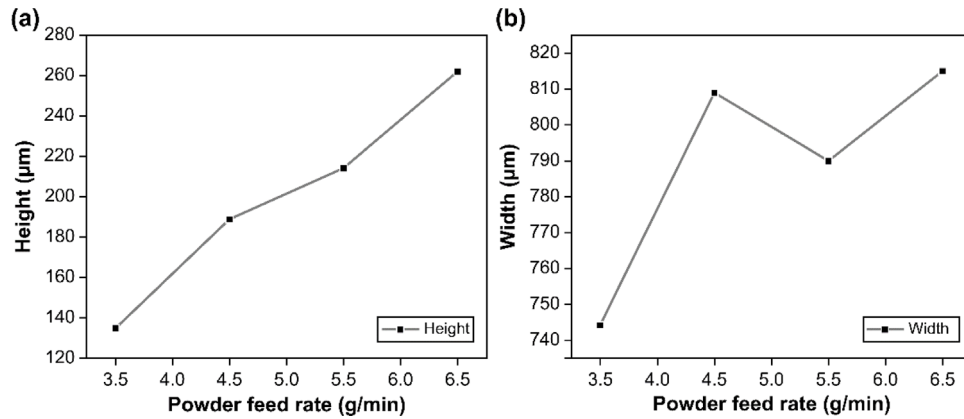 (a)
280
260
240
220
200
180
160
140
120
Height (µm)
3.5 4.0 4.5 5.0 5.5 6.0 6.5
Powder feed rate (g/min)
Height
(b)
820
810
800
790
780
770
760
750
740
Width (µm)
3.5 4.0 4.5 5.0 5.5 6.0 6.5
Powder feed rate (g/min)
Width